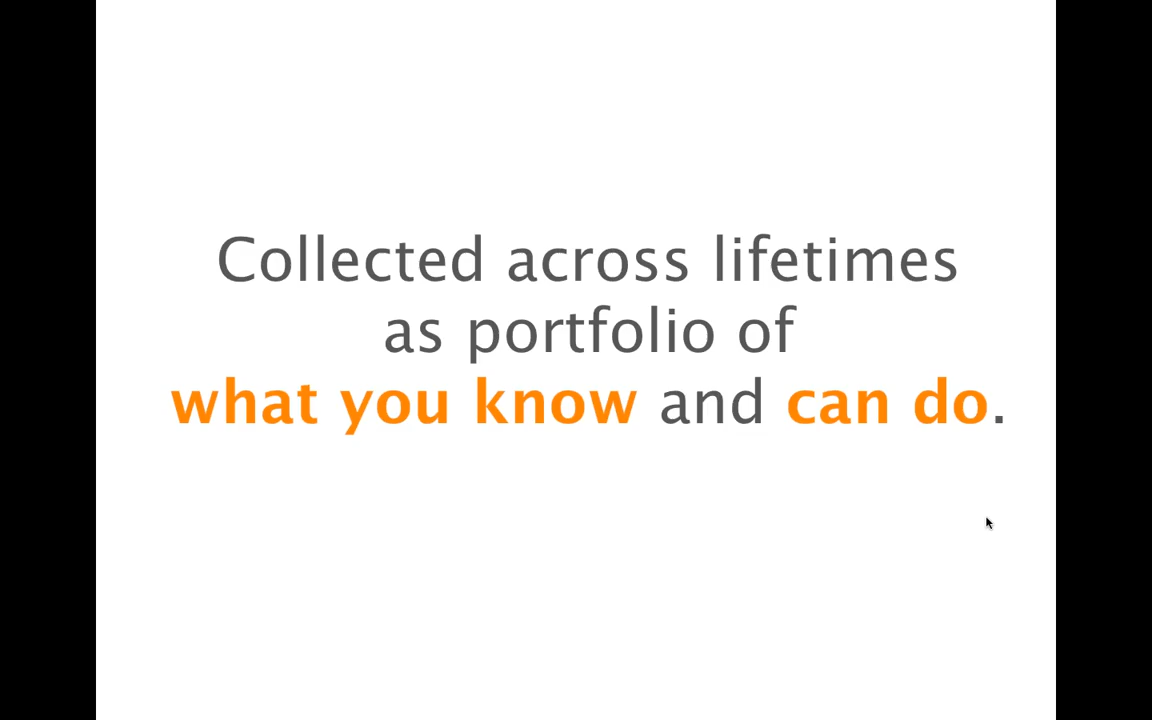 Collected across lifetimes
as portfolio of
what you know and can do.